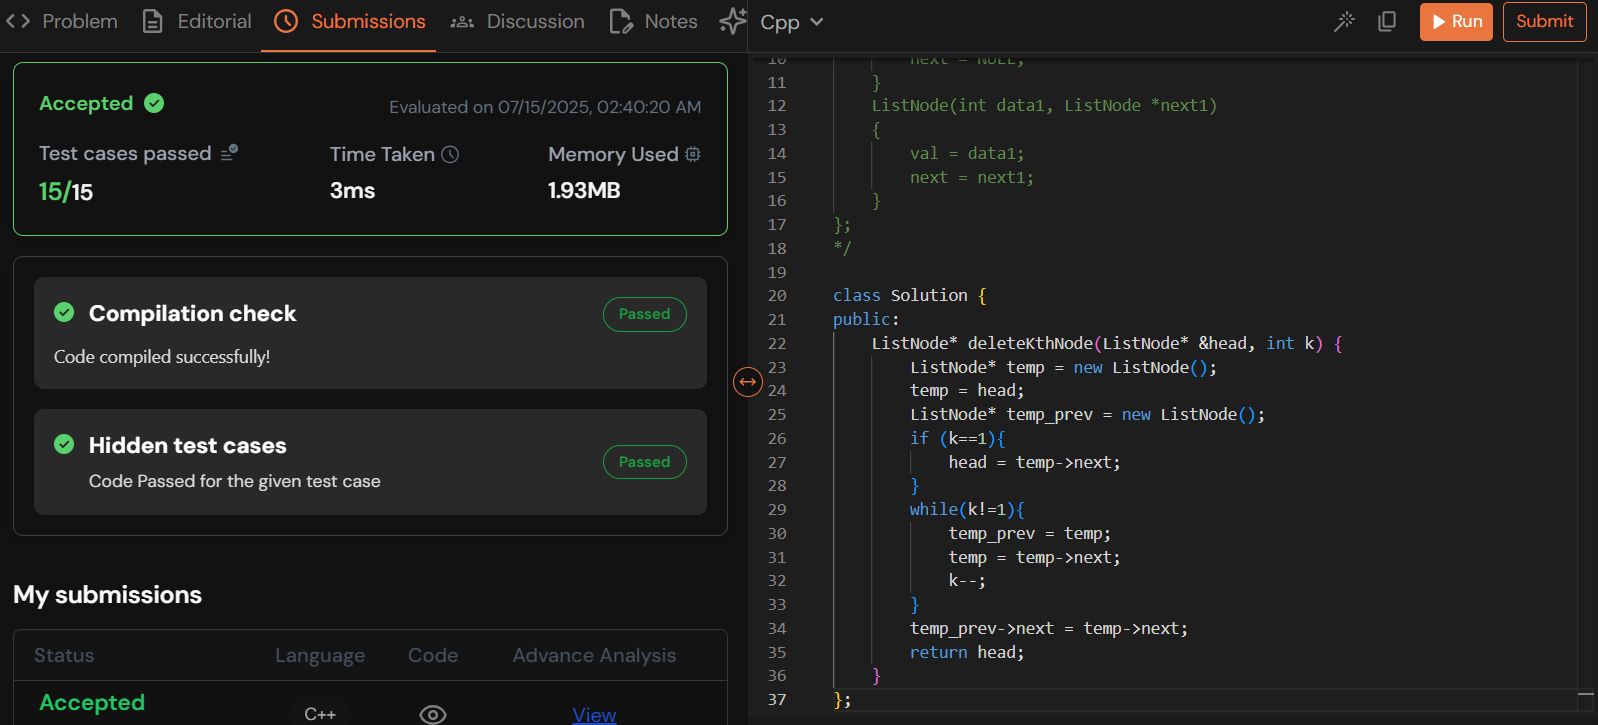 Problem Editorial Submissions Discussion Notes
Accepted
Evaluated on 07/15/2025, 02:40:20 AM
Test cases passed Time Taken Memory Used
15/15 3ms 1.93MB
Compilation check
Passed
Code compiled successfully!
Hidden test cases
Passed
Code Passed for the given test case
My submissions
Status Language Code Advance Analysis
Accepted C++ View
Cpp Run Submit
10 next = NULL;
11 }
12 ListNode(int data1, ListNode *next1)
13 {
14 val = data1;
15 next = next1;
16 }
17 };
18 */
19
20 class Solution {
21 public:
22 ListNode* deleteKthNode(ListNode* &head, int k) {
23 ListNode* temp = new ListNode();
24 temp = head;
25 ListNode* temp_prev = new ListNode();
26 if (k==1){
27 head = temp->next;
28 }
29 while(k!=1){
30 temp_prev = temp;
31 temp = temp->next;
32 k--;
33 }
34 temp_prev->next = temp->next;
35 return head;
36 }
37 };